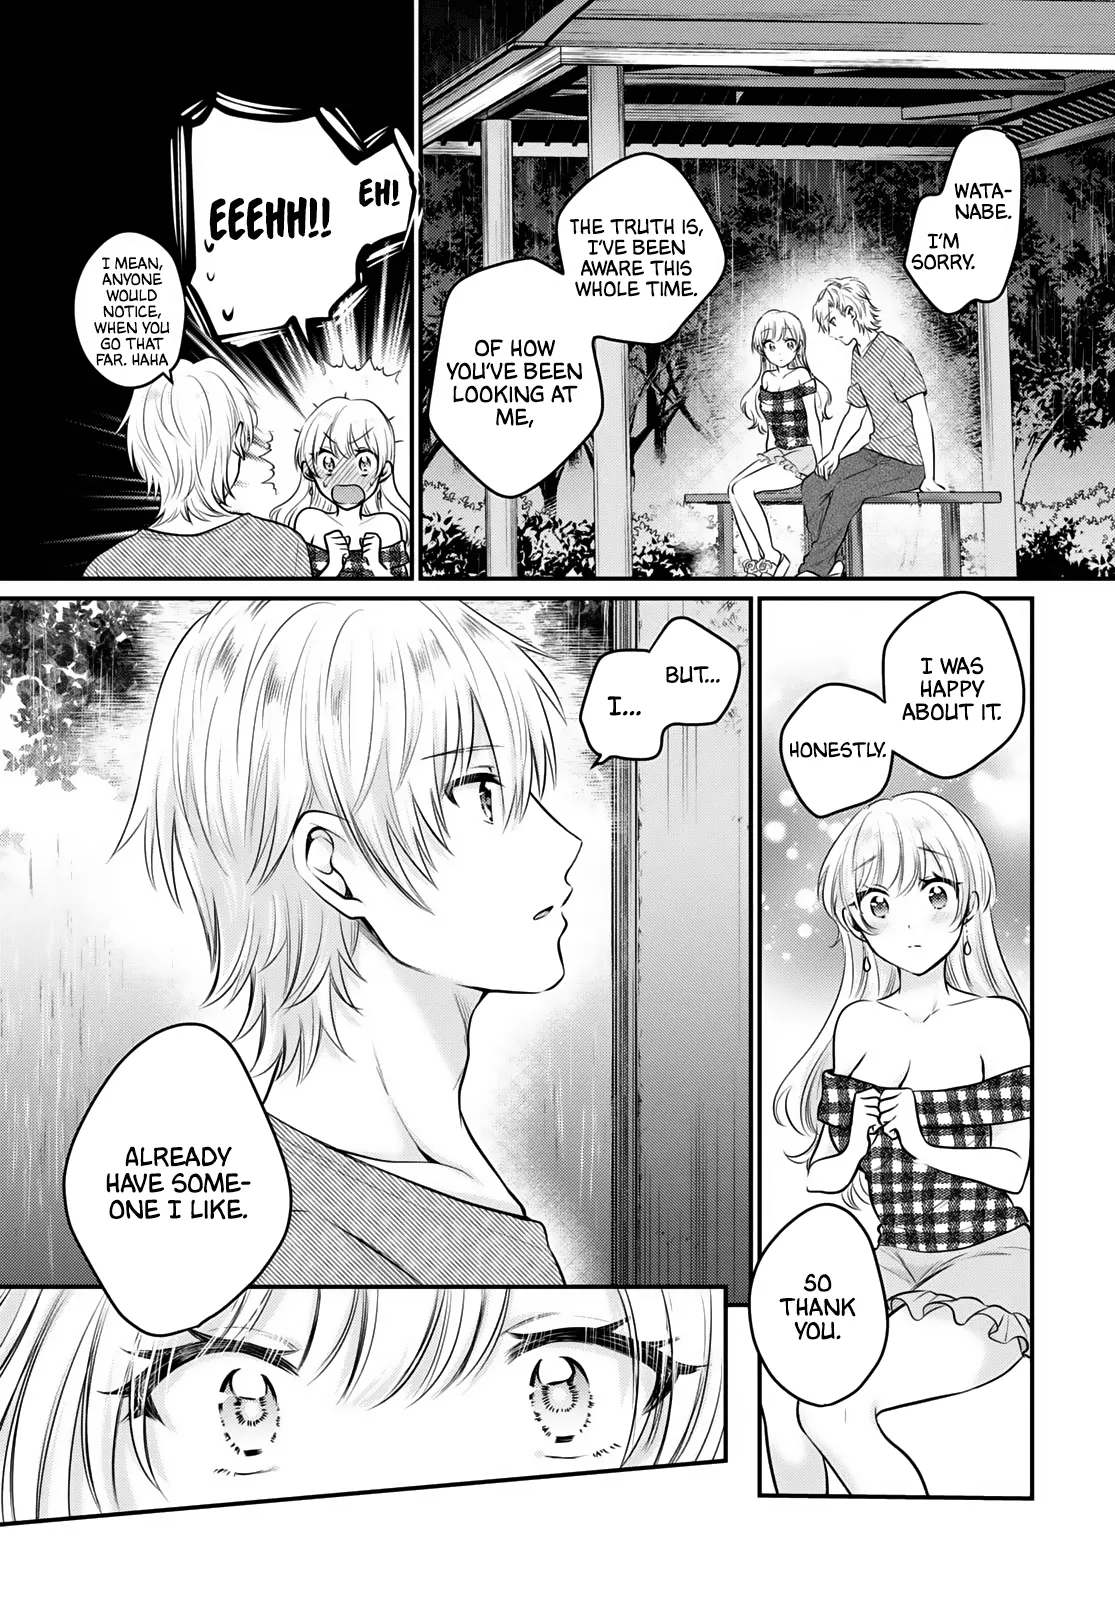 WATA-
NABE.
I'M
SORRY.
THE TRUTH IS,
I'VE BEEN
AWARE THIS
WHOLE TIME.
OF HOW
YOU'VE BEEN
LOOKING AT
ME,
EH!
EEEHH!!
I MEAN,
ANYONE
WOULD
NOTICE,
WHEN YOU
GO THAT
FAR. HAHA
I WAS
HAPPY
ABOUT IT.
HONESTLY.
SO
THANK
YOU.
BUT...
I...
ALREADY
HAVE SOME-
ONE I LIKE.